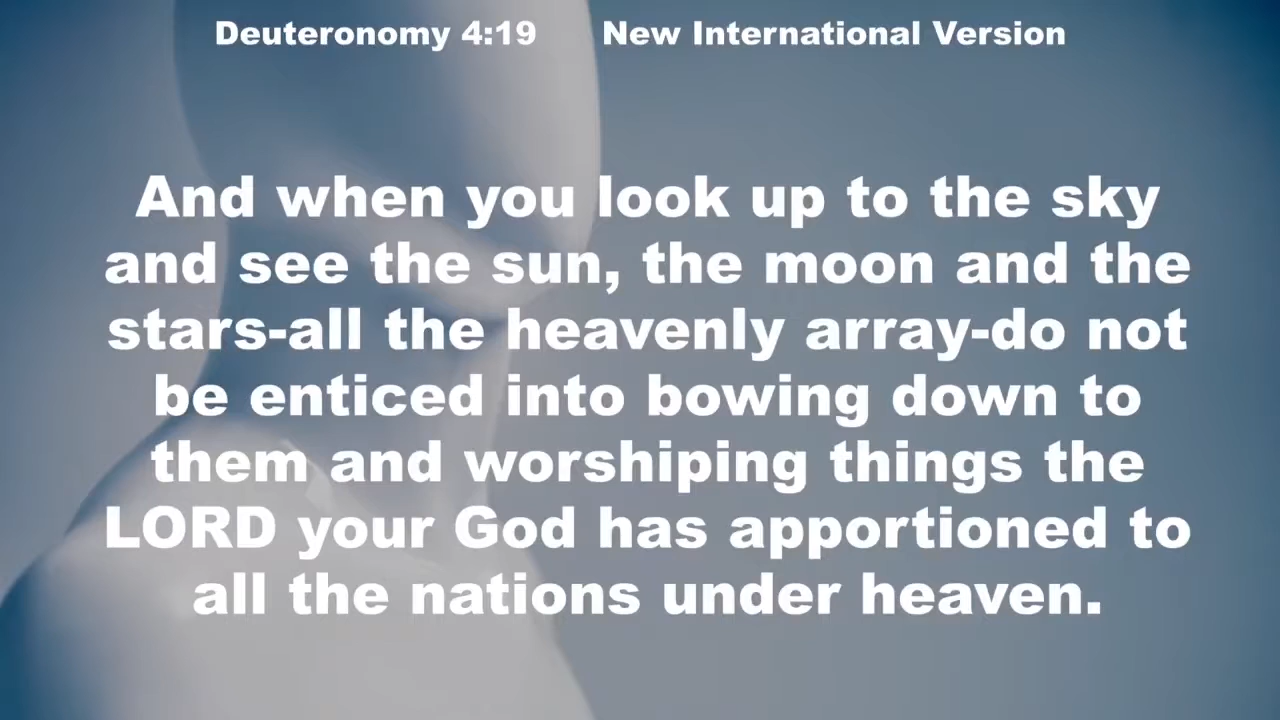 Deuteronomy 4:19 New International Version
And when you look up to the sky
and see the sun, the moon and the
stars-all the heavenly array-do not
be enticed into bowing down to
them and worshiping things the
LORD your God has apportioned to
all the nations under heaven.